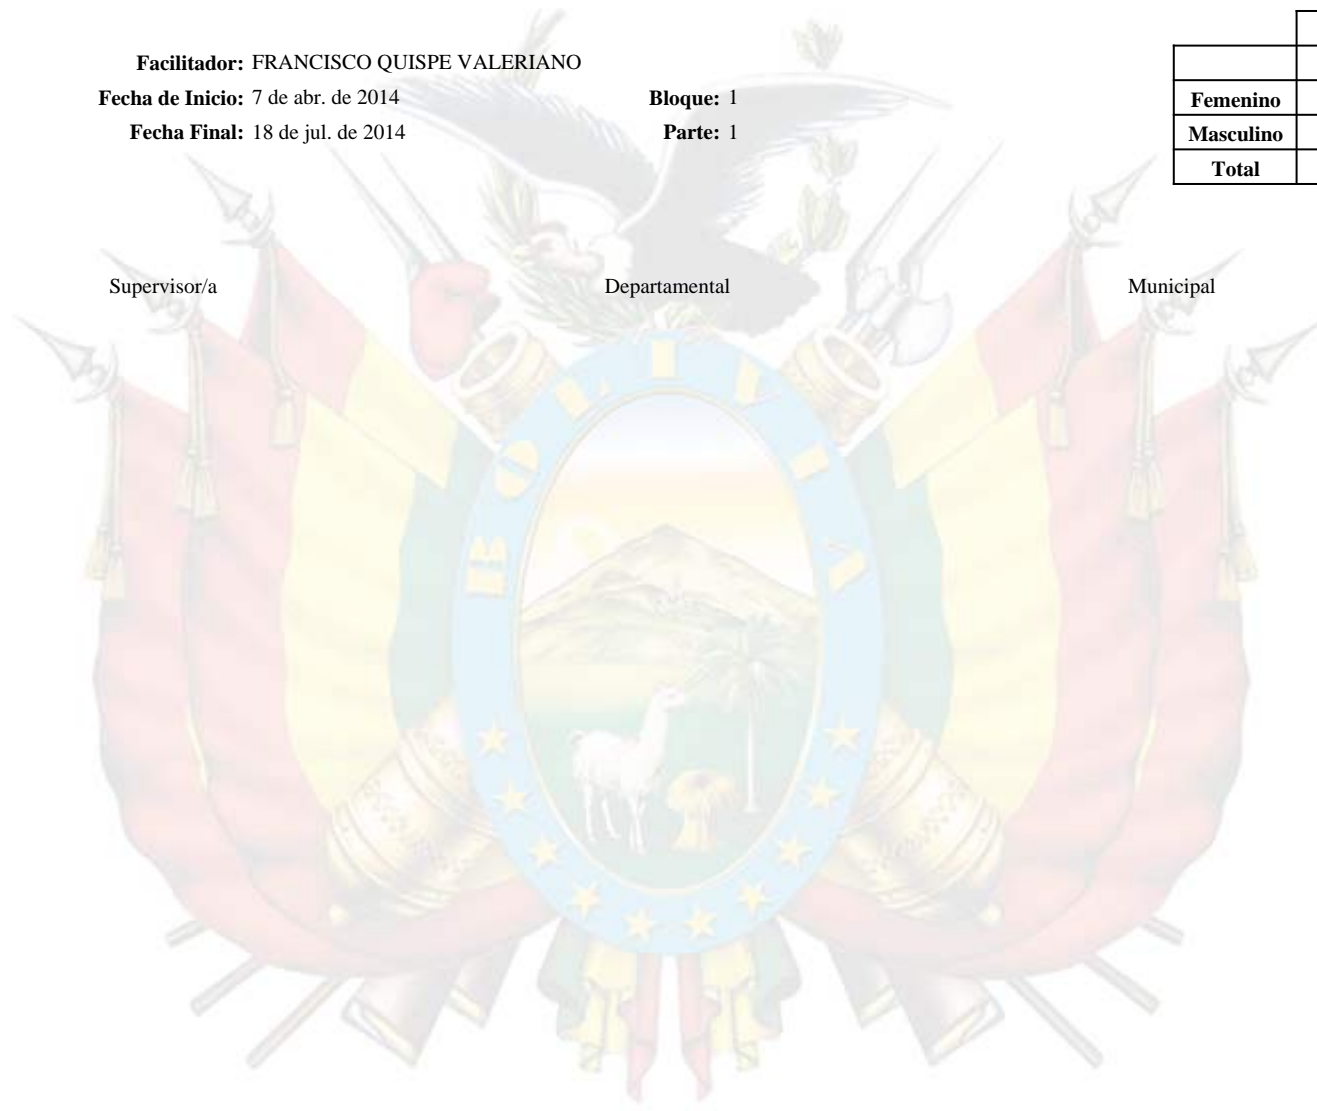 Facilitador: FRANCISCO QUISPE VALERIANO
Fecha de Inicio: 7 de abr. de 2014 Bloque: 1
Fecha Final: 18 de jul. de 2014 Parte: 1
Femenino
Masculino
Total
Supervisor/a Departamental Municipal
BOLIVIA